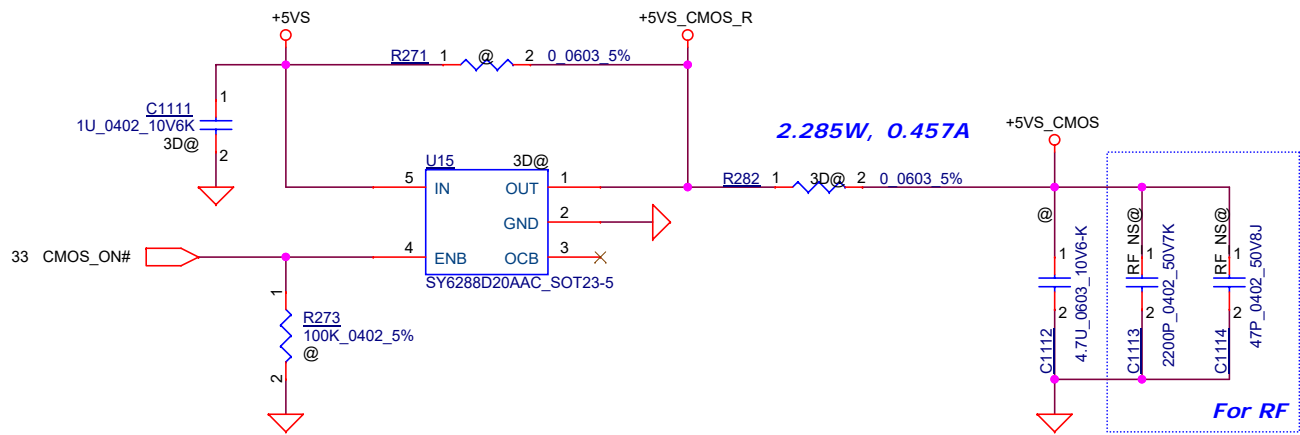 +5VS
+5VS_CMOS_R
R271 1 @ 2 0_0603_5%
C1111
1U_0402_10V6K
3D@
1
2
2.285W, 0.457A
+5VS_CMOS
U15 3D@
5 IN OUT 1
GND 2
4 ENB OCB 3
SY6288D20AAC_SOT23-5
R282 1 3D@ 2 0_0603_5%
33 CMOS_ON#
1
R273
100K_0402_5%
@
2
@
1
2
C1112
4.7U_0603_10V6-K
RF_NS@
1
2
C1113
2200P_0402_50V7K
RF_NS@
1
2
C1114
47P_0402_50V8J
For RF